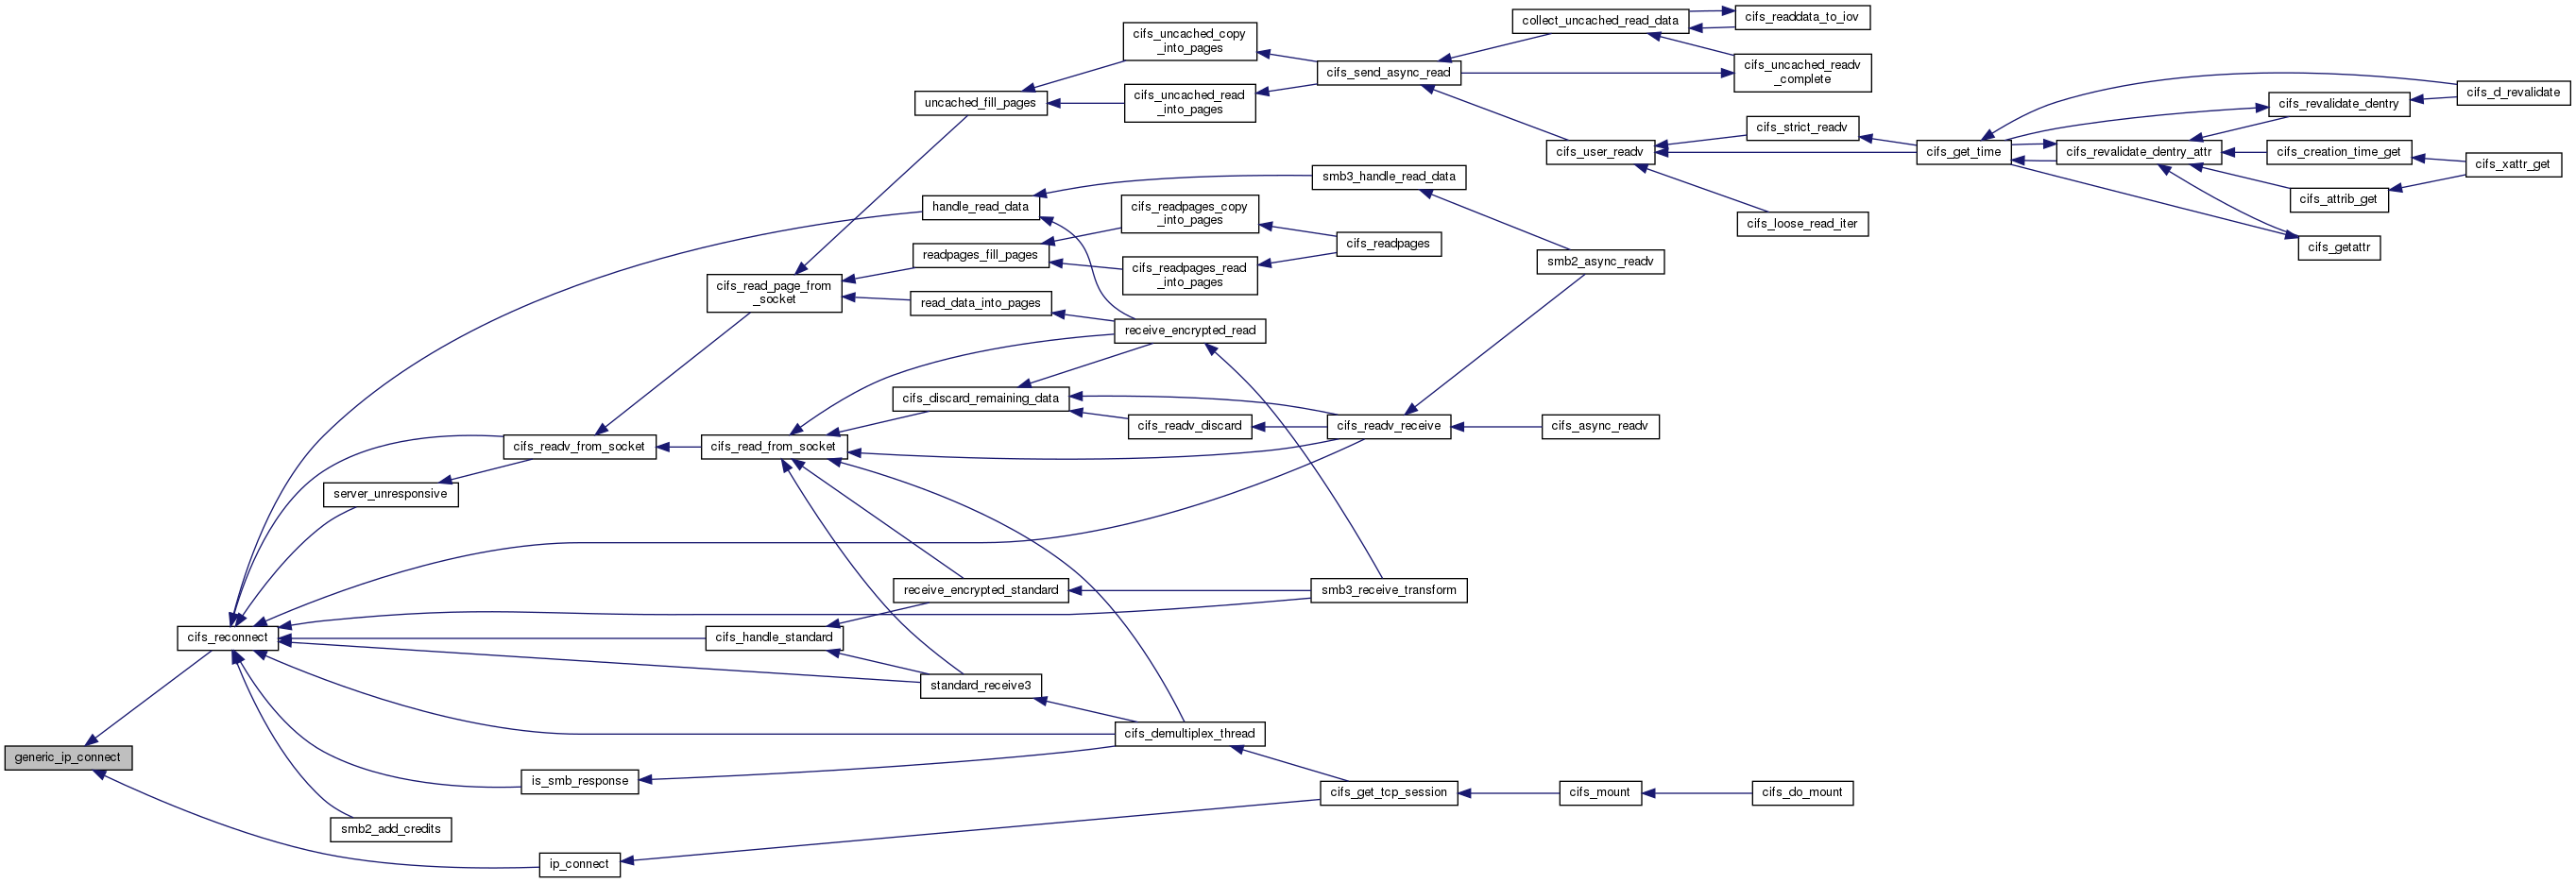 generic_ip_connect
cifs_reconnect
server_unresponsive
smb2_add_credits
cifs_readv_from_socket
is_smb_response
ip_connect
cifs_read_page_from
_socket
cifs_read_from_socket
cifs_handle_standard
uncached_fill_pages
handle_read_data
readpages_fill_pages
read_data_into_pages
cifs_discard_remaining_data
receive_encrypted_standard
standard_receive3
cifs_uncached_copy
_into_pages
cifs_uncached_read
_into_pages
cifs_readpages_copy
_into_pages
cifs_readpages_read
_into_pages
receive_encrypted_read
cifs_readv_discard
cifs_demultiplex_thread
cifs_send_async_read
smb3_handle_read_data
cifs_readpages
cifs_readv_receive
smb3_receive_transform
cifs_get_tcp_session
collect_uncached_read_data
cifs_user_readv
smb2_async_readv
cifs_async_readv
cifs_mount
cifs_readdata_to_iov
cifs_uncached_readv
_complete
cifs_strict_readv
cifs_loose_read_iter
cifs_do_mount
cifs_get_time
cifs_revalidate_dentry_attr
cifs_revalidate_dentry
cifs_creation_time_get
cifs_attrib_get
cifs_getattr
cifs_d_revalidate
cifs_xattr_get